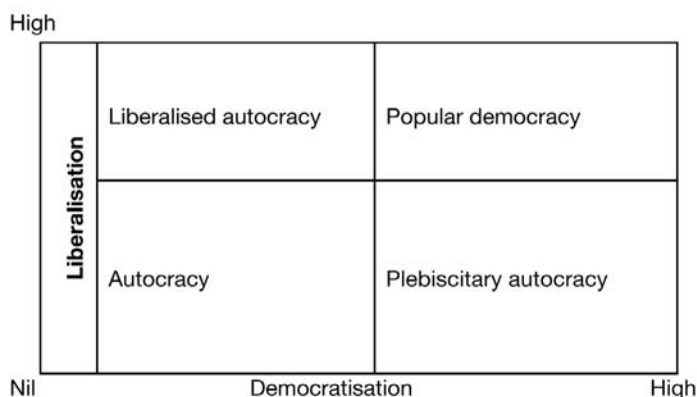 High
Liberalisation
Liberalised autocracy
Popular democracy
Autocracy
Plebiscitary autocracy
Nil
Democratisation
High